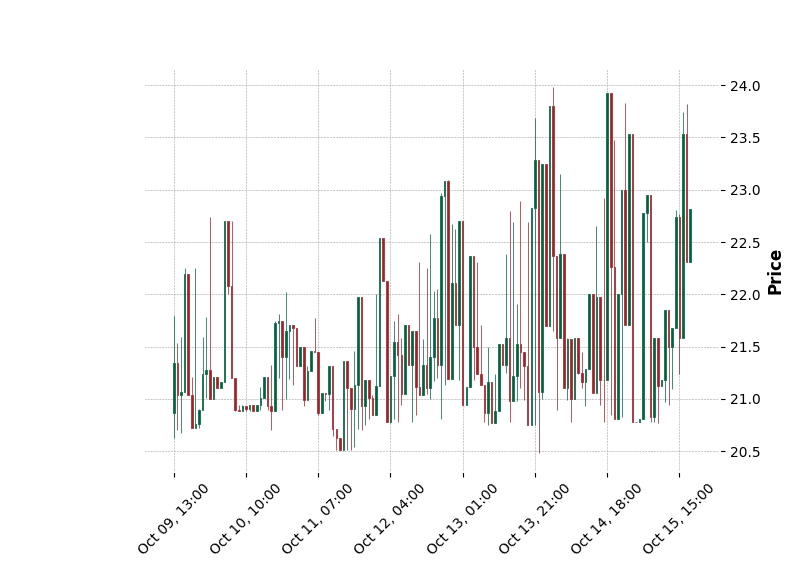 24.0
23.5
23.0
22.5
22.0
21.5
21.0
20.5
Price
Oct 09, 13:00
Oct 10, 10:00
Oct 11, 07:00
Oct 12, 04:00
Oct 13, 01:00
Oct 13, 21:00
Oct 14, 18:00
Oct 15, 15:00